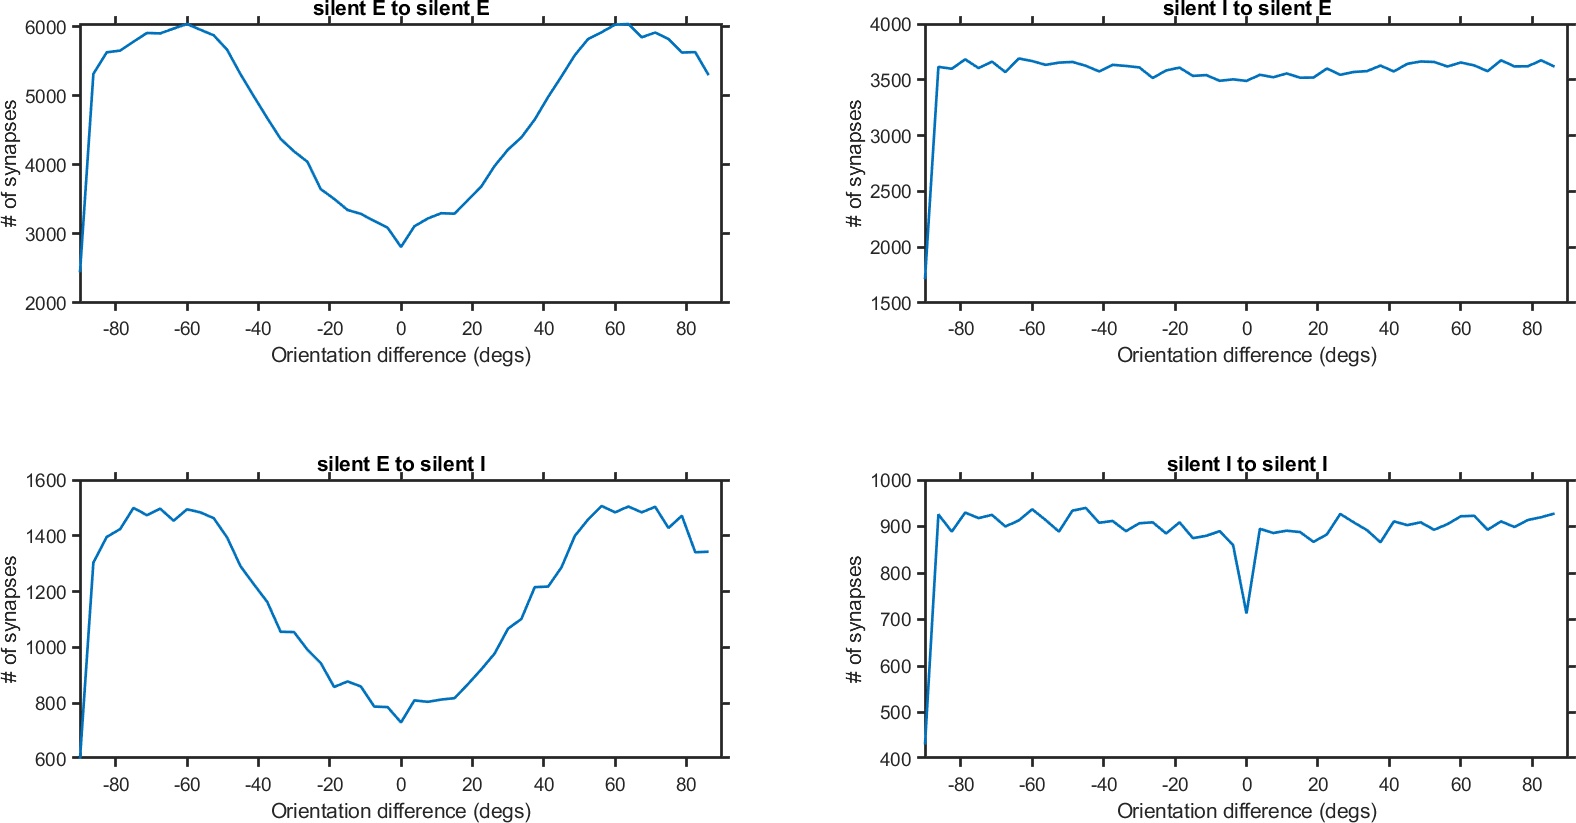 silent E to silent E
6000
5000
4000
3000
2000
# of synapses
-80 -60 -40 -20 0 20 40 60 80
Orientation difference (degs)
silent I to silent E
4000
3500
3000
2500
2000
1500
# of synapses
-80 -60 -40 -20 0 20 40 60 80
Orientation difference (degs)
silent E to silent I
1600
1400
1200
1000
800
600
# of synapses
-80 -60 -40 -20 0 20 40 60 80
Orientation difference (degs)
silent I to silent I
1000
900
800
700
600
500
400
# of synapses
-80 -60 -40 -20 0 20 40 60 80
Orientation difference (degs)